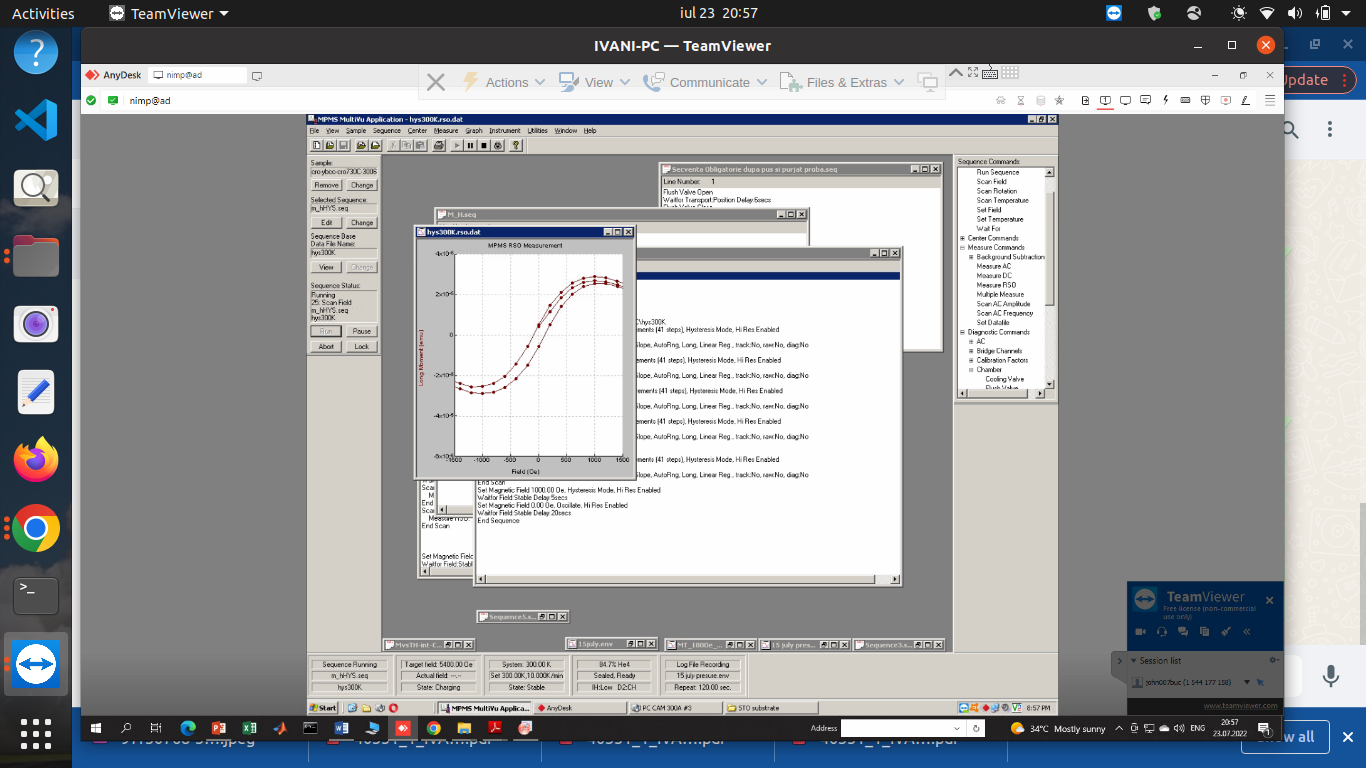 Activities
TeamViewer
iul 23 20:57
IVANI-PC — TeamViewer
AnyDesk
nimp@ad
Actions
View
Communicate
Files & Extras
Update
nimp@ad
MPMS MultiVu Application - hys300K.rso.dat
File View Sample Sequence Center Measure Graph Instrument Utilities Window Help
Sample:
Remove
Change
Selected Sequence:
m_hHYS.seq
Edit
Change
Sequence Base
Data File Name:
hys300K
View
Change
Sequence Status:
Running
25: Scan Field
m_hHYS.seq
hys300K
Run
Pause
Abort
Lock
Secventa Obligatorie dupa pus si purjat proba.seq
Line Number: 1
Flush Valve Open
Waitfor Transport:Position Delay:5secs
M_H.seq
hys300K.rso.dat
MPMS RSO Measurement
Long Moment [emu]
2x10
0
-1000
-500
0
500
1000
1500
Field (Oe)
\hys300K
ments (41 steps), Hysteresis Mode, Hi Res Enabled
Slope, AutoRng, Long, Linear Reg., track:No, raw:No, diag:No
ements (41 steps), Hysteresis Mode, Hi Res Enabled
Slope, AutoRng, Long, Linear Reg., track:No, raw:No, diag:No
ements (41 steps), Hysteresis Mode, Hi Res Enabled
Slope, AutoRng, Long, Linear Reg., track:No, raw:No, diag:No
ements (41 steps), Hysteresis Mode, Hi Res Enabled
Slope, AutoRng, Long, Linear Reg., track:No, raw:No, diag:No
ements (41 steps), Hysteresis Mode, Hi Res Enabled
Slope, AutoRng, Long, Linear Reg., track:No, raw:No, diag:No
End Scan
Set Magnetic Field 1000.00 Oe, Hysteresis Mode, Hi Res Enabled
Waitfor Field:Stable Delay:5secs
Set Magnetic Field 0.00 Oe, Oscillate, Hi Res Enabled
Waitfor Field:Stable Delay:20secs
End Sequence
End Scan
Set Magnetic Field
Waitfor Field:Stabl
Sequence Commands:
Run Sequence
Scan Field
Scan Rotation
Scan Temperature
Set Field
Set Temperature
Wait For
Center Commands
Measure Commands
Background Subtraction
Measure AC
Measure DC
Measure RSO
Multiple Measure
Scan AC Amplitude
Scan AC Frequency
Set Datafile
Diagnostic Commands
AC
Bridge Channels
Calibration Factors
Chamber
Cooling Valve
Flush Valve
Sequence5.s...
MvsTH-int-C...
15july.env
MT_1000e_...
15 july pres...
Sequence3.s...
Sequence Running
m_hHYS.seq
hys300K
Target field: 5400.00 Oe
Actual field: --.--
State: Charging
System: 300.00 K
Set 300.00K,10.000K/min
State: Stable
84.7% He4
Sealed, Ready
IH:Low D2:CH
Log File Recording
15 july presure.env
Repeat: 120.00 sec.
Start
MPMS MultiVu Applica...
AnyDesk
PC CAM 300A #3
STO substrate
8:57 PM
TeamViewer
Free license (non-commercial
use only)
Session list
john007buc (1 544 177 158)
www.teamviewer.com
Address
34°C Mostly sunny
ENG
20:57
23.07.2022